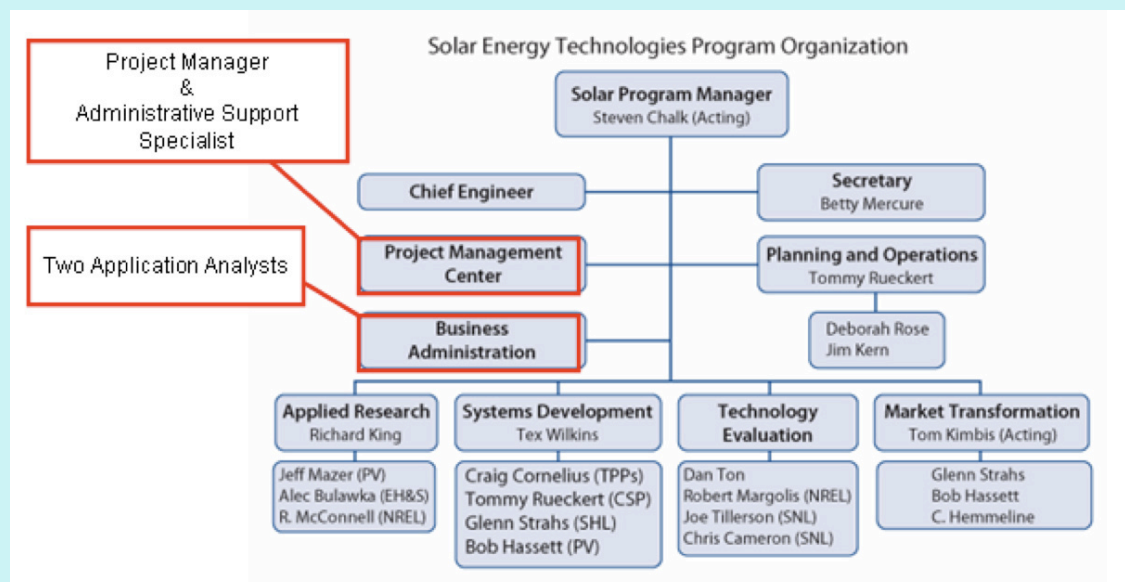 Solar Energy Technologies Program Organization
Project Manager
&
Administrative Support
Specialist
Two Application Analysts
Solar Program Manager
Steven Chalk (Acting)
Chief Engineer
Secretary
Betty Mercure
Project Management
Center
Planning and Operations
Tommy Rueckert
Deborah Rose
Jim Kern
Business
Administration
Applied Research
Richard King
Jeff Mazer (PV)
Alec Bulawka (EH&S)
R. McConnell (NREL)
Systems Development
Tex Wilkins
Craig Cornelius (TPPs)
Tommy Rueckert (CSP)
Glenn Strahs (SHL)
Bob Hassett (PV)
Technology
Evaluation
Dan Ton
Robert Margolis (NREL)
Joe Tillerson (SNL)
Chris Cameron (SNL)
Market Transformation
Tom Kimbis (Acting)
Glenn Strahs
Bob Hassett
C. Hemmeline